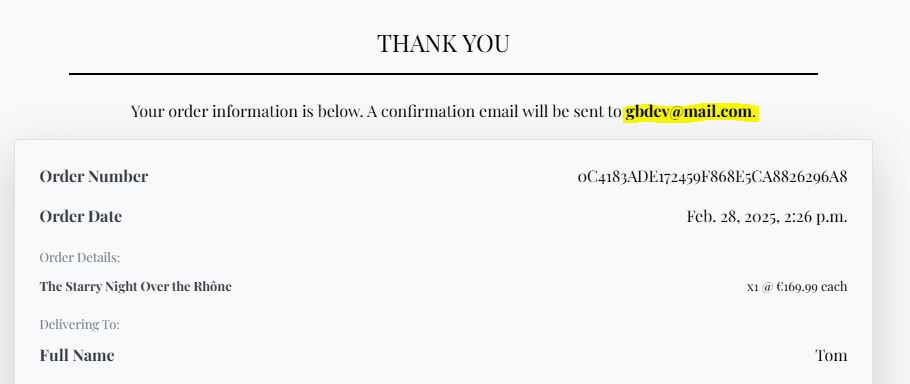 THANK YOU
Your order information is below. A confirmation email will be sent to gbdev@mail.com.
Order Number 0C4183ADE172459F868E5CA8826296A8
Order Date Feb. 28, 2025, 2:26 p.m.
Order Details:
The Starry Night Over the Rhône x1 @ €169.99 each
Delivering To:
Full Name Tom